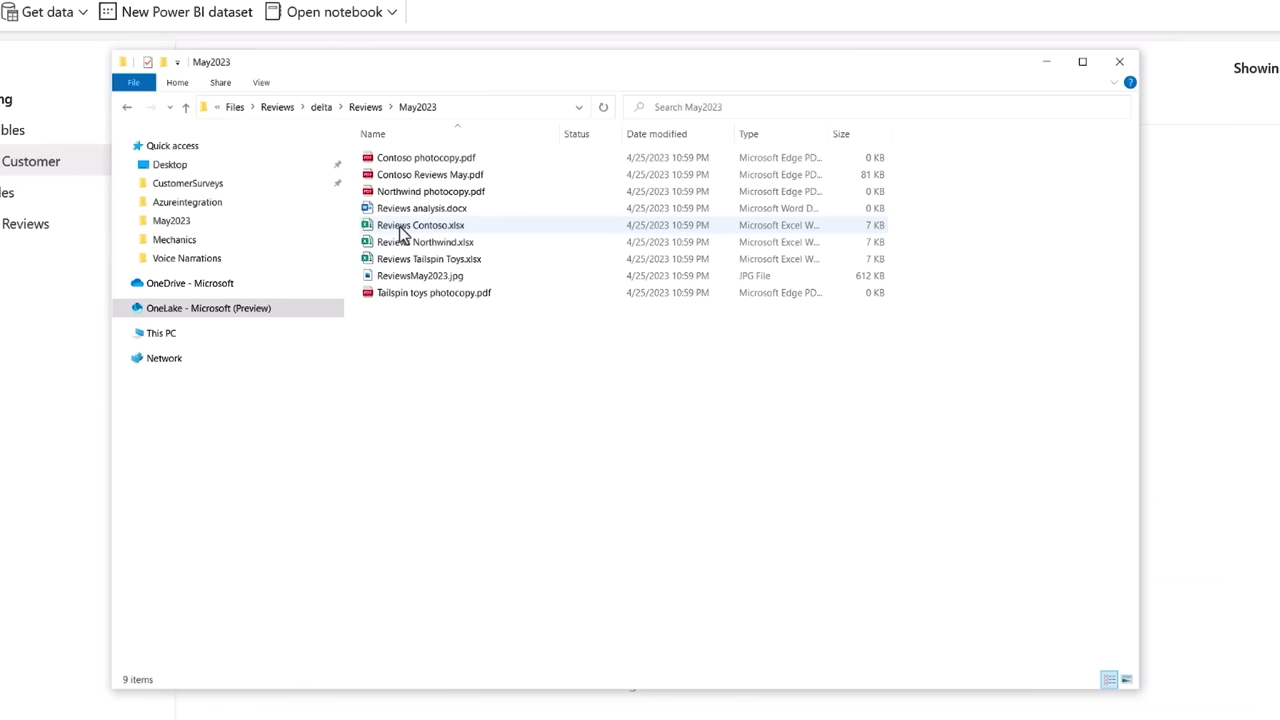 Get data New Power BI dataset Open notebook
May2023
Showin
File Home Share View
ng
« Files > Reviews > delta > Reviews > May2023 Search May2023
bles
Customer
les
Reviews
Quick access
Desktop
CustomerSurveys
Azureintegration
May2023
Mechanics
Voice Narrations
OneDrive - Microsoft
OneLake - Microsoft (Preview)
This PC
Network
Name Status Date modified Type Size
Contoso photocopy.pdf 4/25/2023 10:59 PM Microsoft Edge PD... 0 KB
Contoso Reviews May.pdf 4/25/2023 10:59 PM Microsoft Edge PD... 81 KB
Northwind photocopy.pdf 4/25/2023 10:59 PM Microsoft Edge PD... 0 KB
Reviews analysis.docx 4/25/2023 10:59 PM Microsoft Word D... 0 KB
Reviews Contoso.xlsx 4/25/2023 10:59 PM Microsoft Excel W... 7 KB
Reviews Northwind.xlsx 4/25/2023 10:59 PM Microsoft Excel W... 7 KB
Reviews Tailspin Toys.xlsx 4/25/2023 10:59 PM Microsoft Excel W... 7 KB
ReviewsMay2023.jpg 4/25/2023 10:59 PM JPG File 612 KB
Tailspin toys photocopy.pdf 4/25/2023 10:59 PM Microsoft Edge PD... 0 KB
9 items